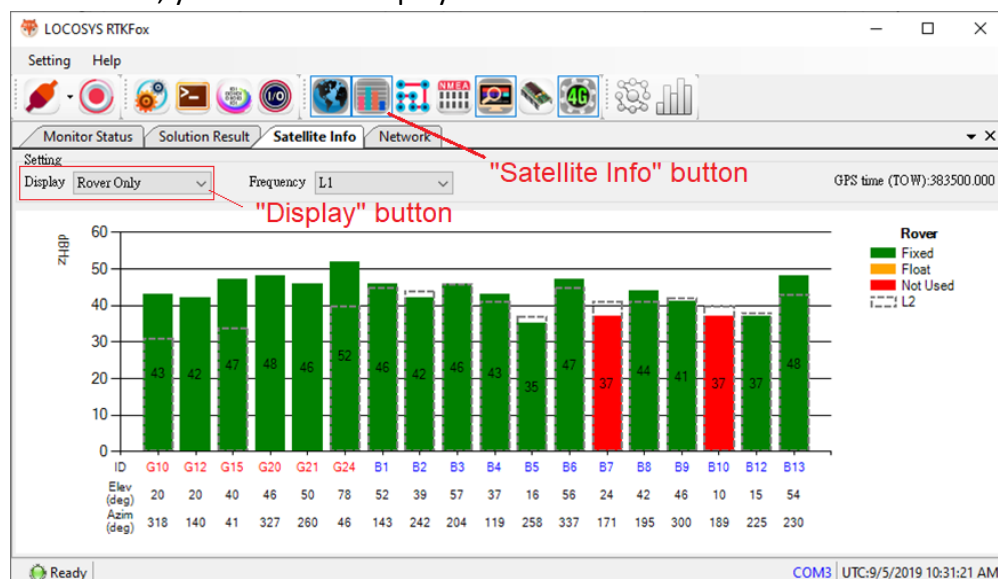 LOCOSYS RTKFox
Setting Help
NMEA
4G
Monitor Status Solution Result Satellite Info Network
Setting
Display Rover Only Frequency L1 GPS time (TOW):383500.000
"Satellite Info" button
"Display" button
dBHz
60
50
40
30
20
10
0
43 42 47 48 46 52 46 42 46 43 35 47 37 44 41 37 37 48
Rover
Fixed
Float
Not Used
L2
ID G10 G12 G15 G20 G21 G24 B1 B2 B3 B4 B5 B6 B7 B8 B9 B10 B12 B13
Elev (deg) 20 20 40 46 50 78 52 39 57 37 16 56 24 42 46 10 15 54
Azim (deg) 318 140 41 327 260 46 143 242 204 119 258 337 171 195 300 189 225 230
Ready COM3 UTC:9/5/2019 10:31:21 AM